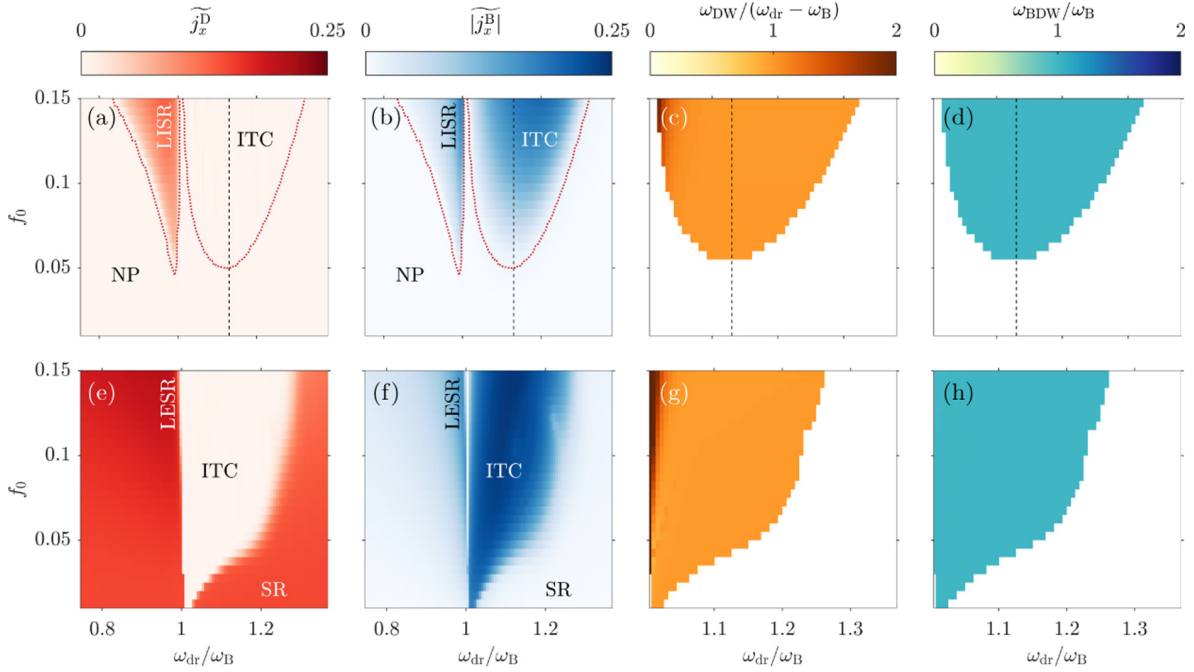 j̃ₓᴰ
|̃jₓᴮ|
ω_DW/(ω_dr − ω_B)
ω_BDW/ω_B
0 0.25
0 0.25
0 1 2
0 1 2
0.15
0.1
0.05
f₀
(a)
LISR
ITC
NP
(b)
LISR
ITC
(c)
(d)
0.15
0.1
0.05
f₀
(e)
LESR
ITC
SR
(f)
LESR
ITC
SR
(g)
(h)
0.8 1 1.2
0.8 1 1.2
1.1 1.2 1.3
1.1 1.2 1.3
ω_dr/ω_B
ω_dr/ω_B
ω_dr/ω_B
ω_dr/ω_B